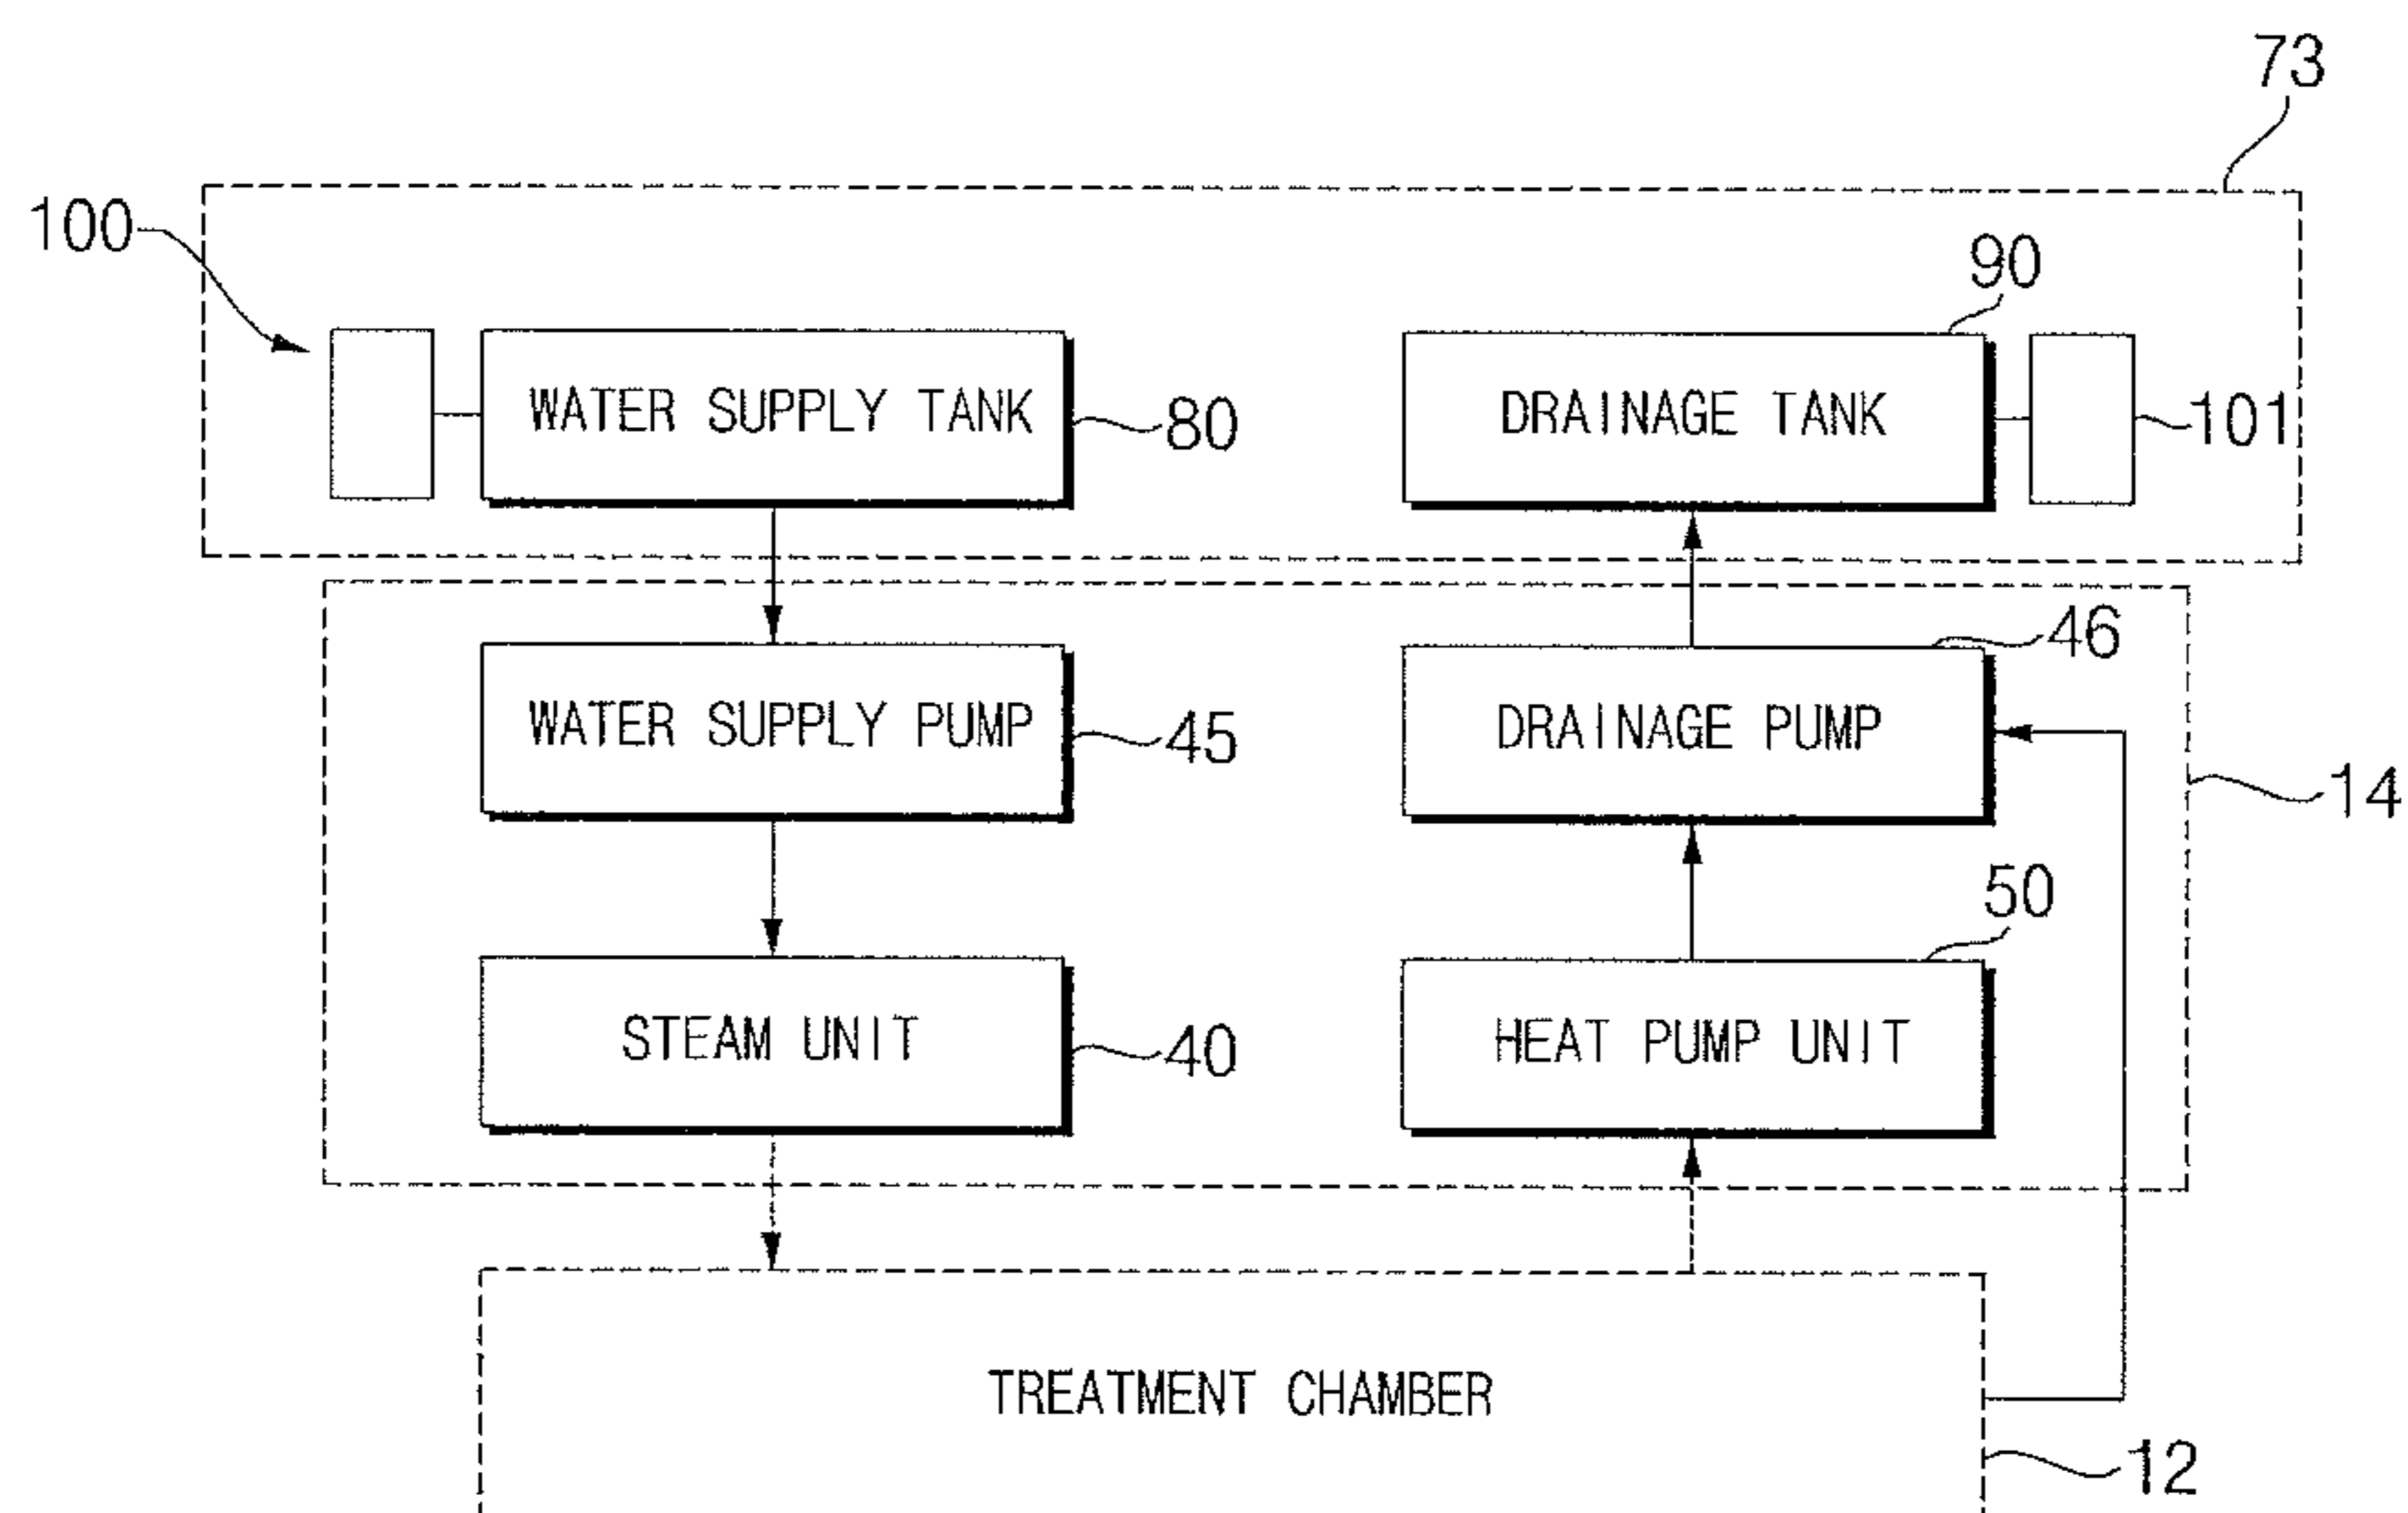 73
100
90
WATER SUPPLY TANK
80
DRAINAGE TANK
101
46
WATER SUPPLY PUMP
45
DRAINAGE PUMP
14
50
STEAM UNIT
40
HEAT PUMP UNIT
TREATMENT CHAMBER
12